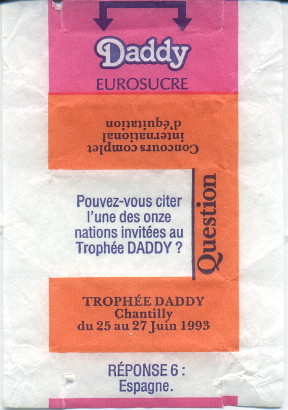 Daddy
EUROSUCRE
Concours complet
international
d'équitation
Pouvez-vous citer
l'une des onze
nations invitées au
Trophée DADDY ?
Question
TROPHÉE DADDY
Chantilly
du 25 au 27 Juin 1993
RÉPONSE 6 :
Espagne.